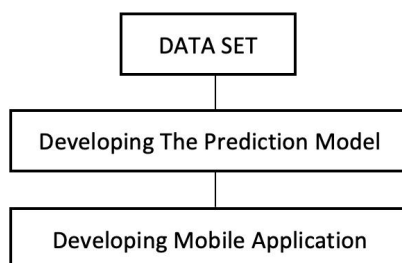 DATA SET
Developing The Prediction Model
Developing Mobile Application